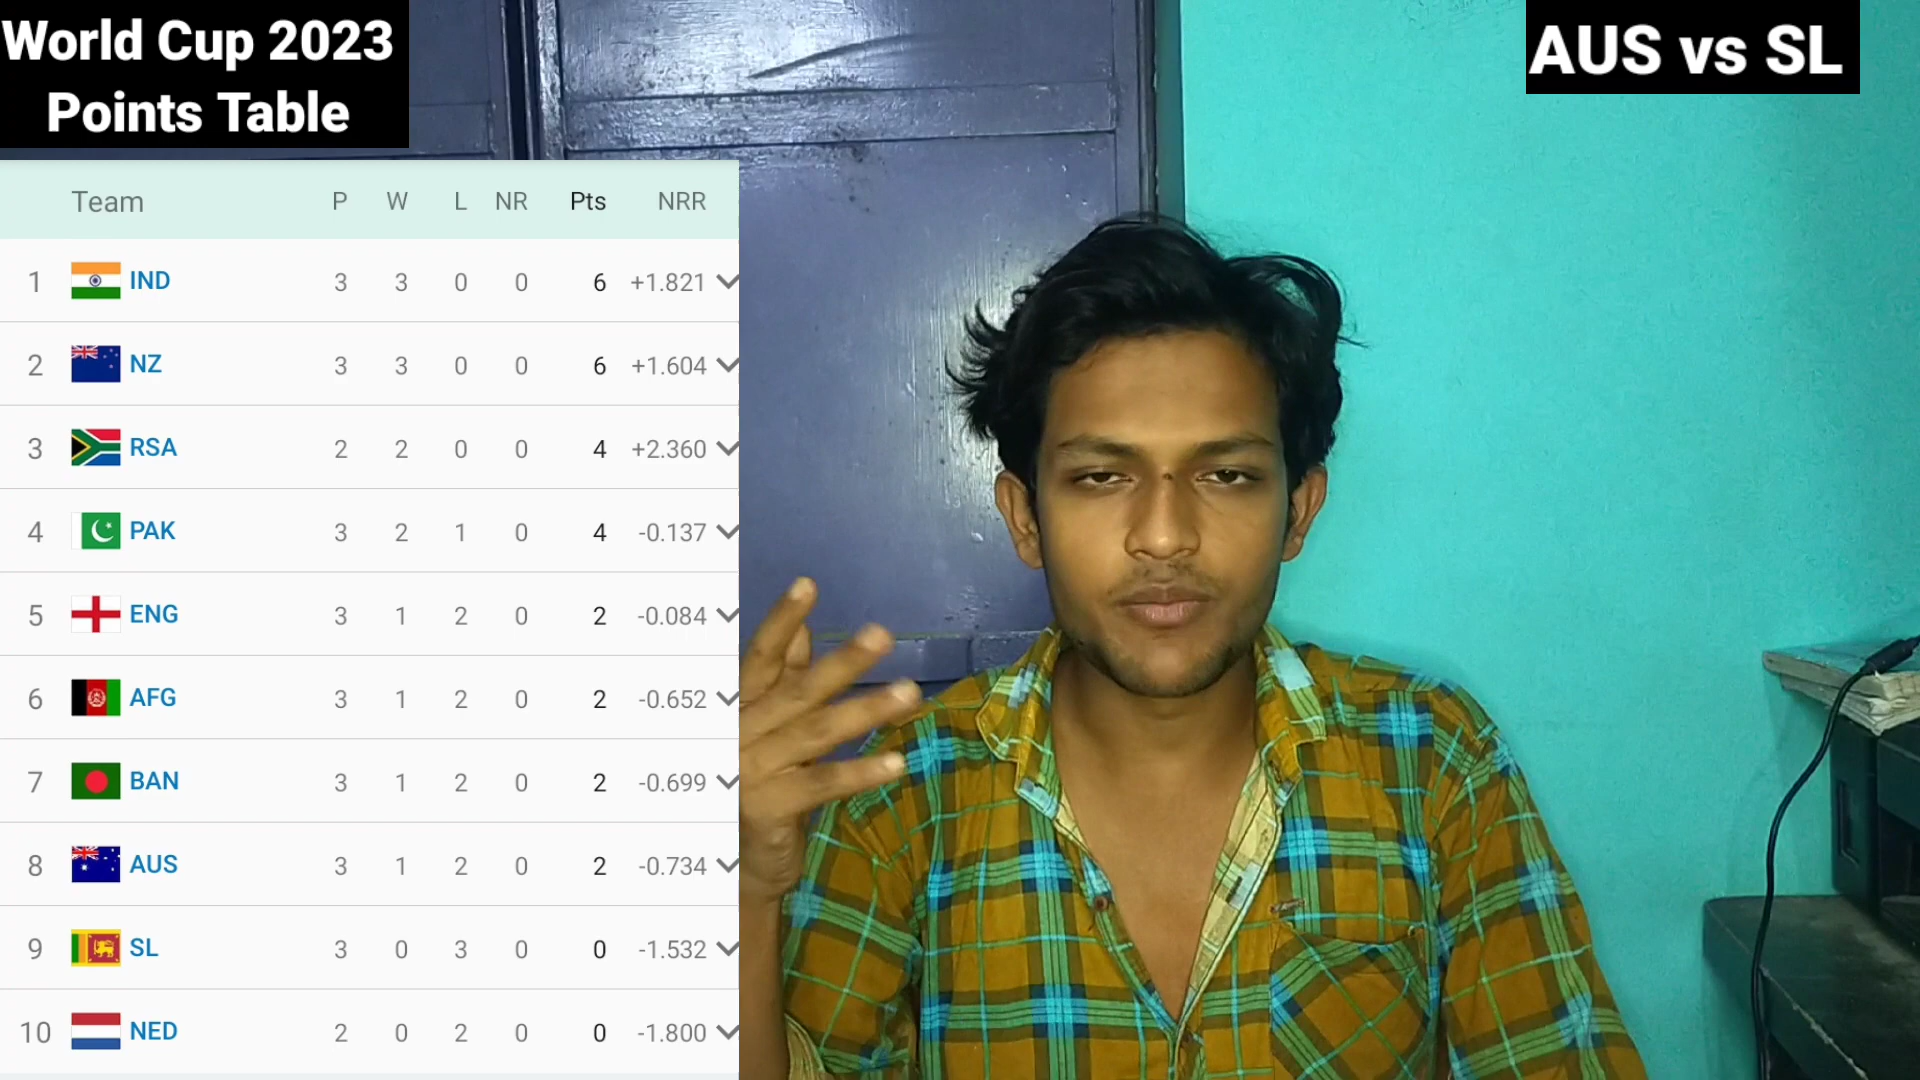 World Cup 2023
Points Table
AUS vs SL
Team P W L NR Pts NRR
1 IND 3 3 0 0 6 +1.821
2 NZ 3 3 0 0 6 +1.604
3 RSA 2 2 0 0 4 +2.360
4 PAK 3 2 1 0 4 -0.137
5 ENG 3 1 2 0 2 -0.084
6 AFG 3 1 2 0 2 -0.652
7 BAN 3 1 2 0 2 -0.699
8 AUS 3 1 2 0 2 -0.734
9 SL 3 0 3 0 0 -1.532
10 NED 2 0 2 0 0 -1.800